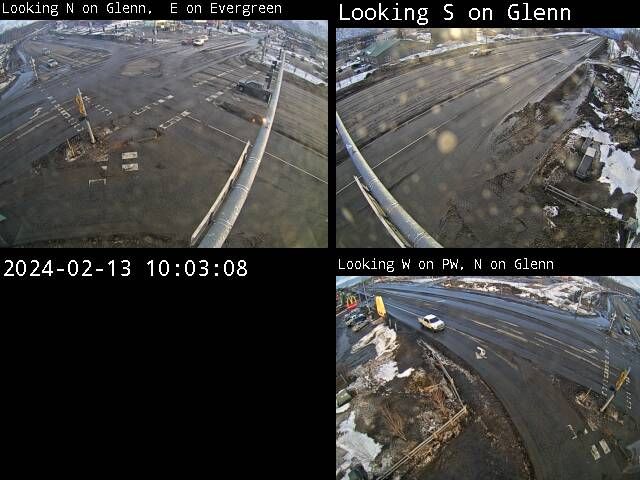 Looking N on Glenn,  E on Evergreen
Looking S on Glenn
2024-02-13 10:03:08
Looking W on PW, N on Glenn